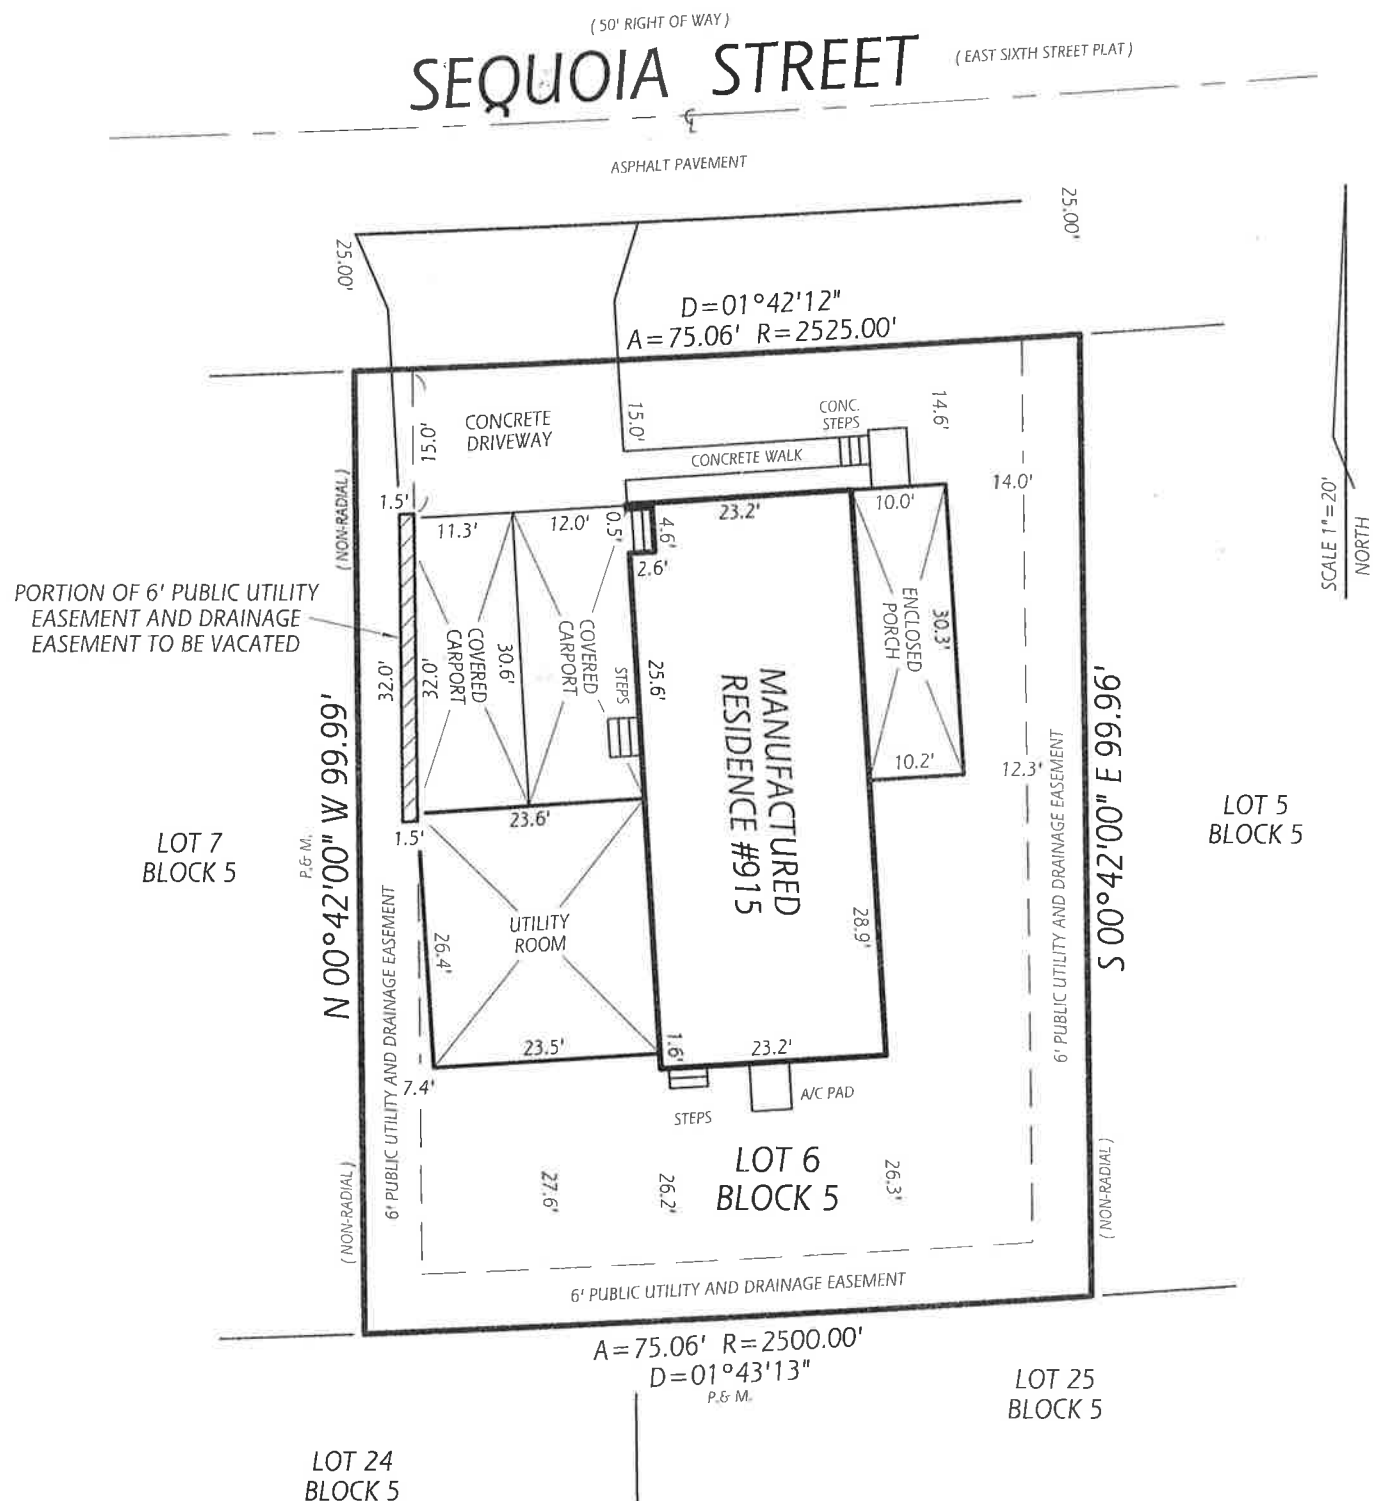 ( 50' RIGHT OF WAY )
SEQUOIA STREET
( EAST SIXTH STREET PLAT )
ASPHALT PAVEMENT
25.00'
25.00'
D=01°42'12"
A=75.06' R=2525.00'
15.0'
CONCRETE
DRIVEWAY
15.0'
CONC.
STEPS
14.6'
CONCRETE WALK
14.0'
1.5'
11.3'
12.0'
0.5'
4.6'
2.6'
23.2'
10.0'
( NON-RADIAL )
PORTION OF 6' PUBLIC UTILITY
EASEMENT AND DRAINAGE
EASEMENT TO BE VACATED
32.0'
32.0'
COVERED
CARPORT
30.6'
COVERED
CARPORT
STEPS
25.6'
MANUFACTURED
RESIDENCE #915
ENCLOSED
PORCH
30.3'
10.2'
12.3'
SCALE 1"=20'
NORTH
N 00°42'00" W 99.99'
P.& M.
S 00°42'00" E 99.96'
6' PUBLIC UTILITY AND DRAINAGE EASEMENT
LOT 5
BLOCK 5
LOT 7
BLOCK 5
1.5'
23.6'
UTILITY
ROOM
26.4'
28.9'
6' PUBLIC UTILITY AND DRAINAGE EASEMENT
23.5'
1.6'
23.2'
7.4'
STEPS
A/C PAD
LOT 6
BLOCK 5
27.6'
26.2'
26.3'
( NON-RADIAL )
( NON-RADIAL )
6' PUBLIC UTILITY AND DRAINAGE EASEMENT
A=75.06' R=2500.00'
D=01°43'13"
P.& M.
LOT 25
BLOCK 5
LOT 24
BLOCK 5